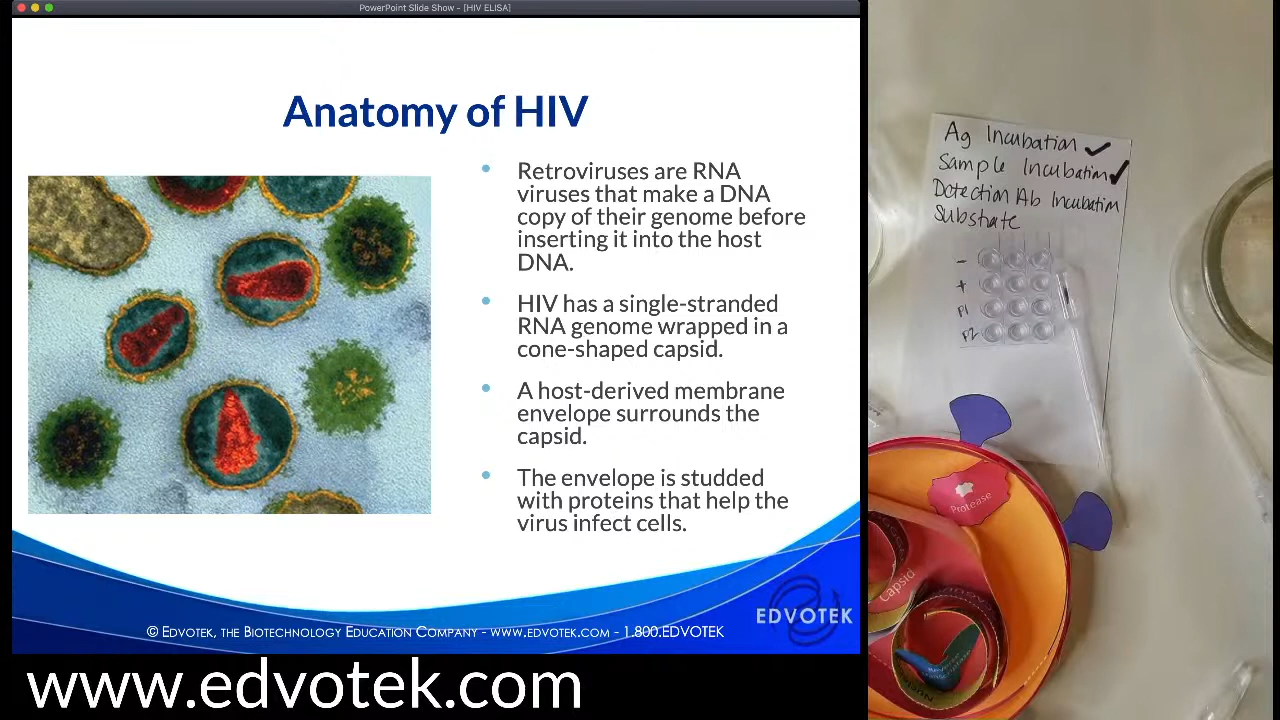 PowerPoint Slide Show - [HIV ELISA]
Anatomy of HIV
Retroviruses are RNA
viruses that make a DNA
copy of their genome before
inserting it into the host
DNA.
HIV has a single-stranded
RNA genome wrapped in a
cone-shaped capsid.
A host-derived membrane
envelope surrounds the
capsid.
The envelope is studded
with proteins that help the
virus infect cells.
EDVOTEK
© EDVOTEK, THE BIOTECHNOLOGY EDUCATION COMPANY - WWW.EDVOTEK.COM - 1.800.EDVOTEK
www.edvotek.com
Ag Incubation ✓
Sample Incubation ✓
Detection Ab Incubation
Substrate
-
+
P1
P2
Protease
Capsid